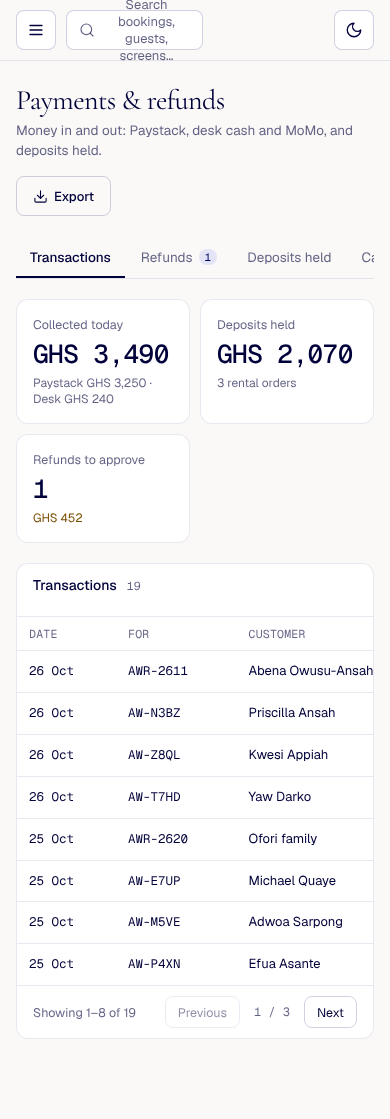 Search
bookings,
guests,
screens…
Payments & refunds
Money in and out: Paystack, desk cash and MoMo, and
deposits held.
Export
Transactions Refunds 1 Deposits held Ca
Collected today
GHS 3,490
Paystack GHS 3,250 ·
Desk GHS 240
Deposits held
GHS 2,070
3 rental orders
Refunds to approve
1
GHS 452
Transactions 19
DATE FOR CUSTOMER
26 Oct AWR-2611 Abena Owusu-Ansah
26 Oct AW-N3BZ Priscilla Ansah
26 Oct AW-Z8QL Kwesi Appiah
26 Oct AW-T7HD Yaw Darko
25 Oct AWR-2620 Ofori family
25 Oct AW-E7UP Michael Quaye
25 Oct AW-M5VE Adwoa Sarpong
25 Oct AW-P4XN Efua Asante
Showing 1–8 of 19 Previous 1 / 3 Next